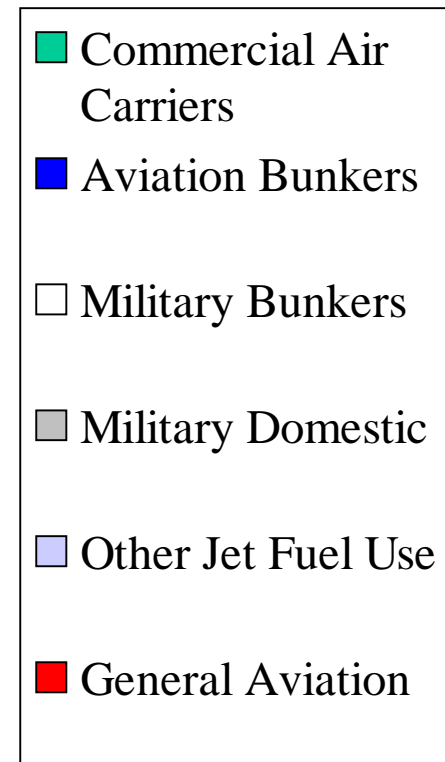 Commercial Air
Carriers
Aviation Bunkers
Military Bunkers
Military Domestic
Other Jet Fuel Use
General Aviation